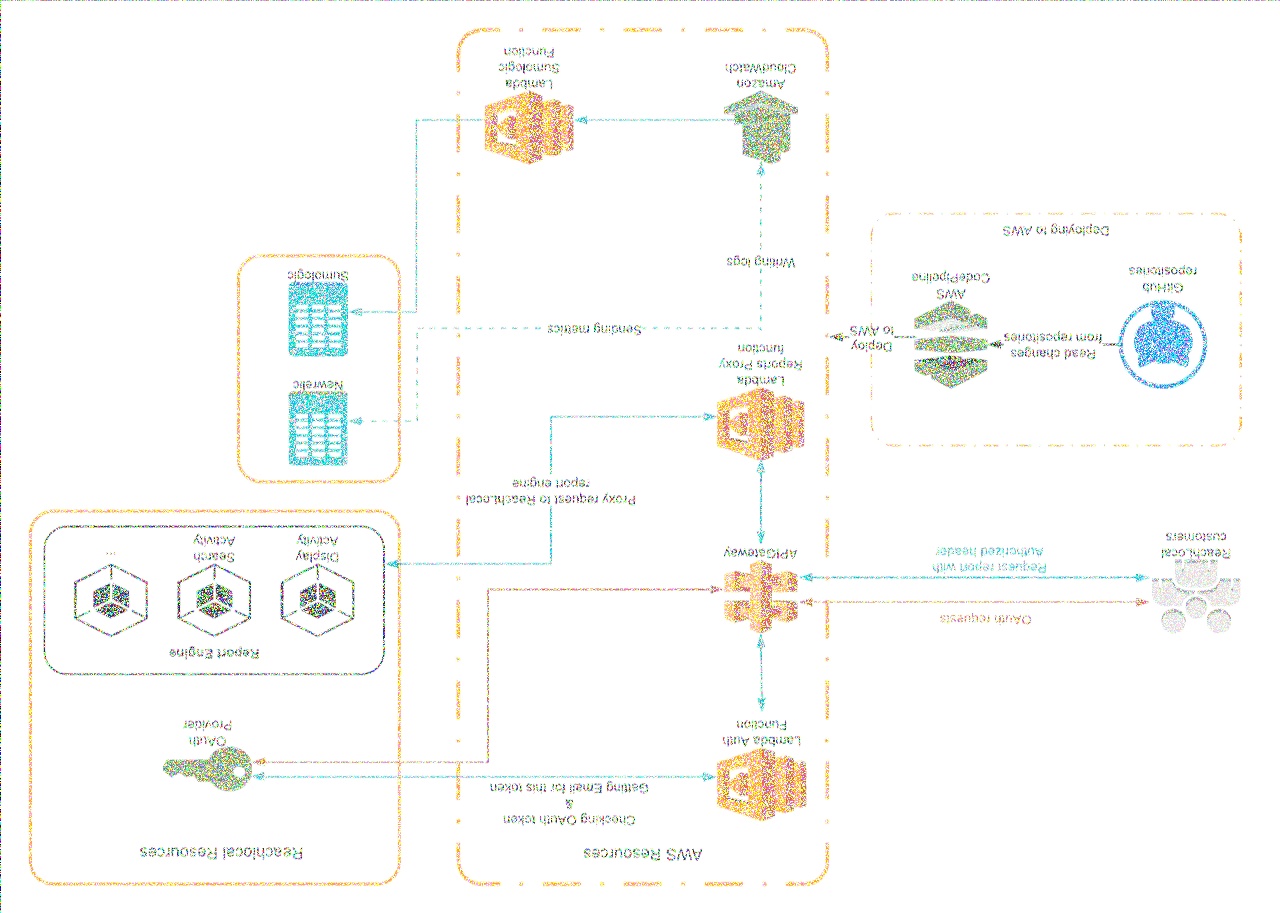 AWS Resources
Reachlocal Resources
Checking OAuth token
&
Getting Email for this token
Lambda Auth
Function
OAuth
Provider
Report Engine
OAuth requests
ReachLocal
customers
Request report with
Authorized header
APIGateway
Display
Activity
Search
Activity
...
Proxy request to ReachLocal
report engine
Lambda
Reports Proxy
function
Newrelic
Read changes
from repositories
Deploy
to AWS
GitHub
repositories
AWS
CodePipeline
Deploying to AWS
Sending metrics
Sumologic
Writing logs
Amazon
CloudWatch
Lambda
Sumologic
Function